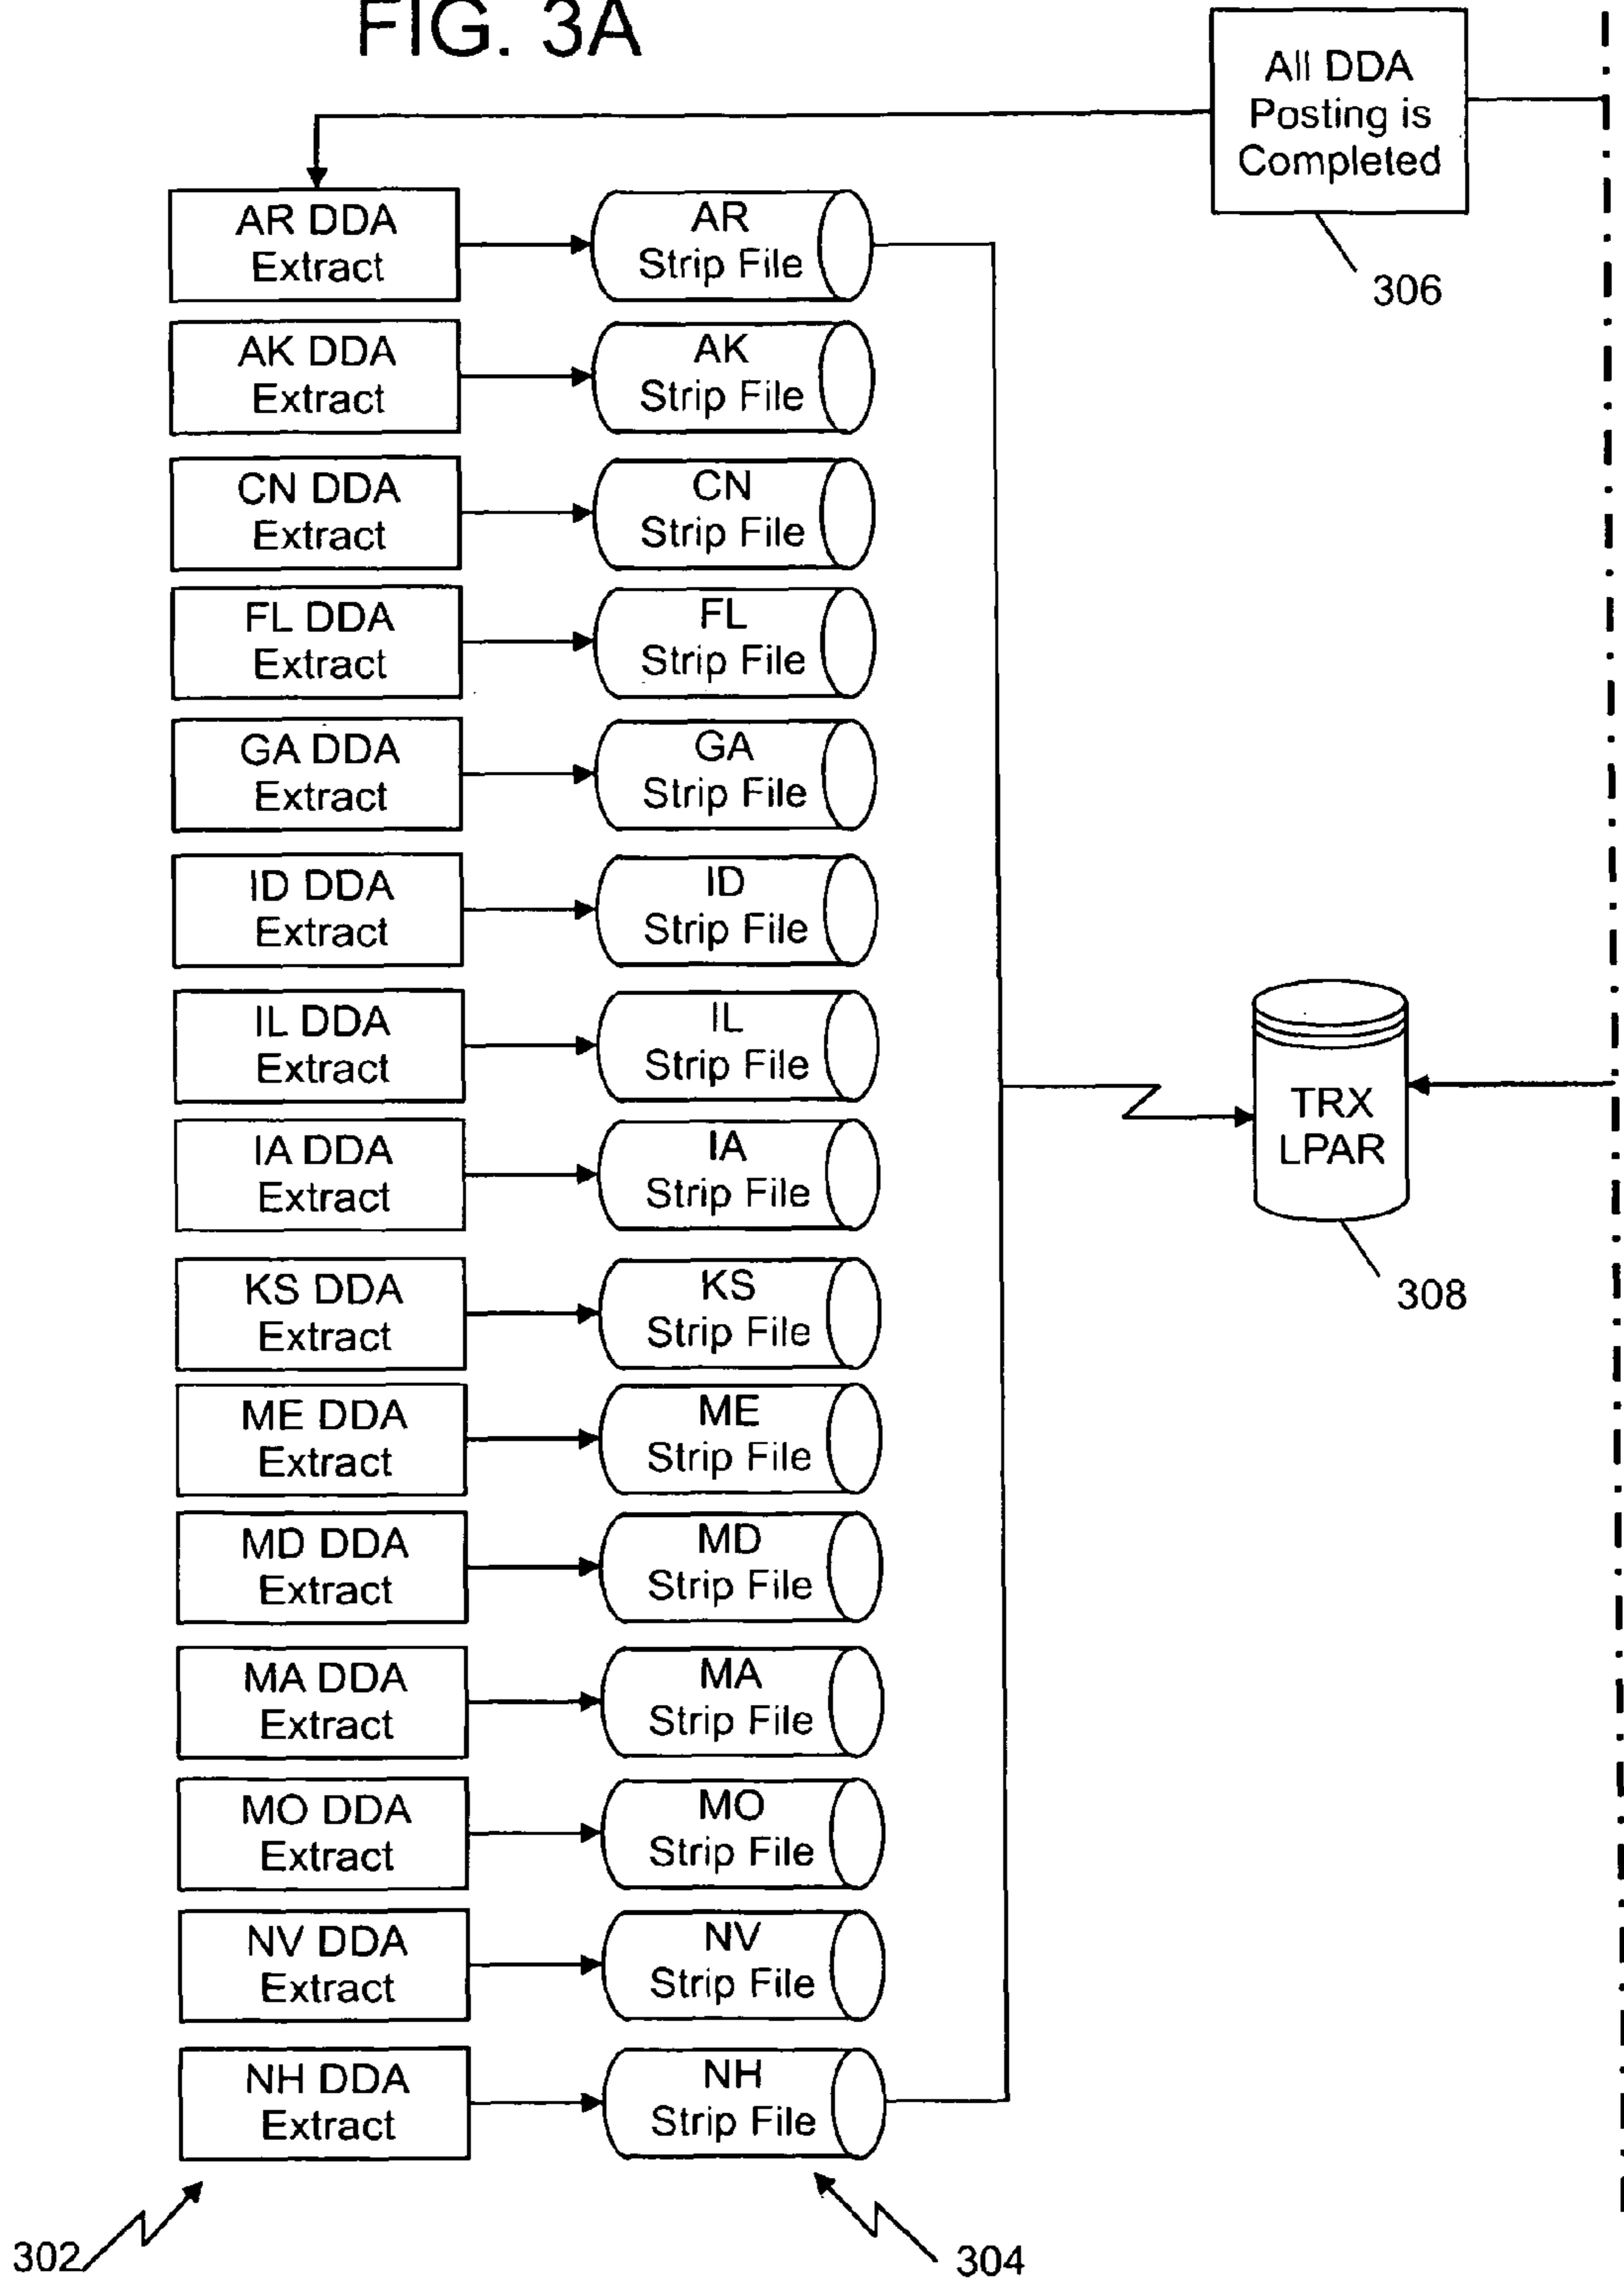 FIG. 3A
All DDA
Posting is
Completed
306
AR DDA
Extract
AR
Strip File
AK DDA
Extract
AK
Strip File
CN DDA
Extract
CN
Strip File
FL DDA
Extract
FL
Strip File
GA DDA
Extract
GA
Strip File
ID DDA
Extract
ID
Strip File
IL DDA
Extract
IL
Strip File
IA DDA
Extract
IA
Strip File
TRX
LPAR
308
KS DDA
Extract
KS
Strip File
ME DDA
Extract
ME
Strip File
MD DDA
Extract
MD
Strip File
MA DDA
Extract
MA
Strip File
MO DDA
Extract
MO
Strip File
NV DDA
Extract
NV
Strip File
NH DDA
Extract
NH
Strip File
302
304